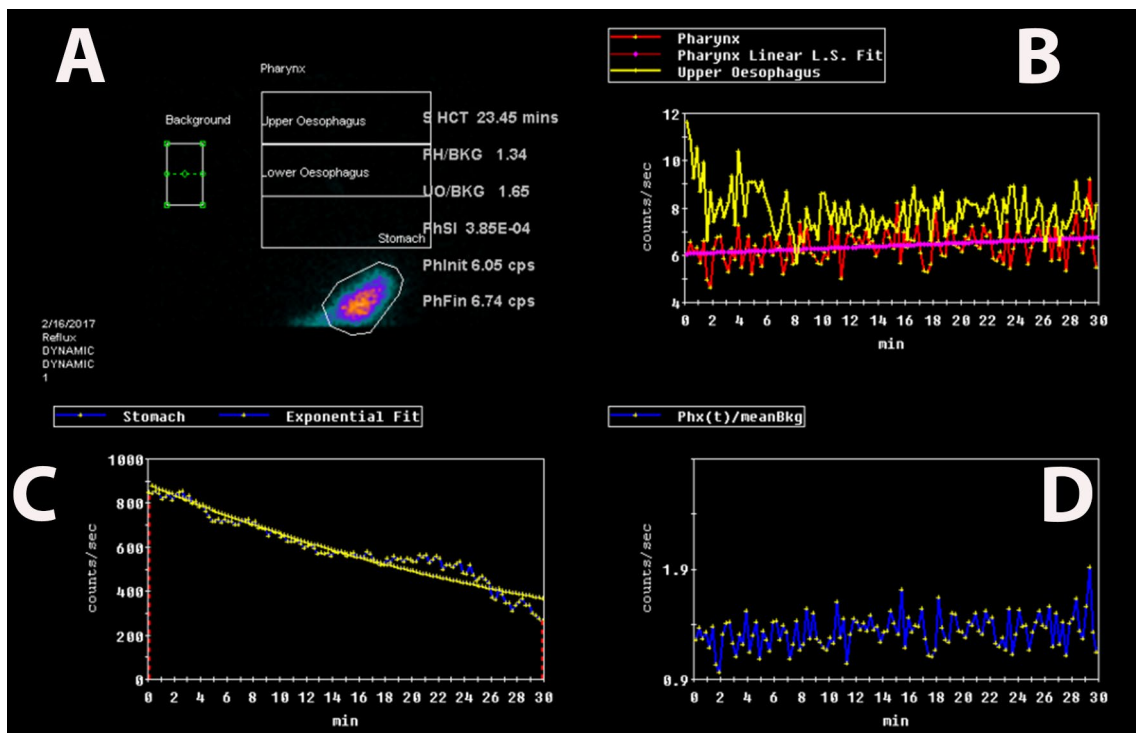 A
Pharynx
Background
Upper Oesophagus
S HCT 23.45 mins
PH/BKG 1.34
Lower Oesophagus
UO/BKG 1.65
PhSI 3.85E-04
Stomach
PhInit 6.05 cps
PhFin 6.74 cps
2/16/2017
Reflux
DYNAMIC
DYNAMIC
1
B
Pharynx
Pharynx Linear L.S. Fit
Upper Oesophagus
counts/sec
12
10
8
6
4
0 2 4 6 8 10 12 14 16 18 20 22 24 26 28 30
min
C
Stomach
Exponential Fit
counts/sec
1000
800
600
400
200
0
0 2 4 6 8 10 12 14 16 18 20 22 24 26 28 30
min
D
Phx(t)/meanBkg
counts/sec
1.9
0.9
0 2 4 6 8 10 12 14 16 18 20 22 24 26 28 30
min